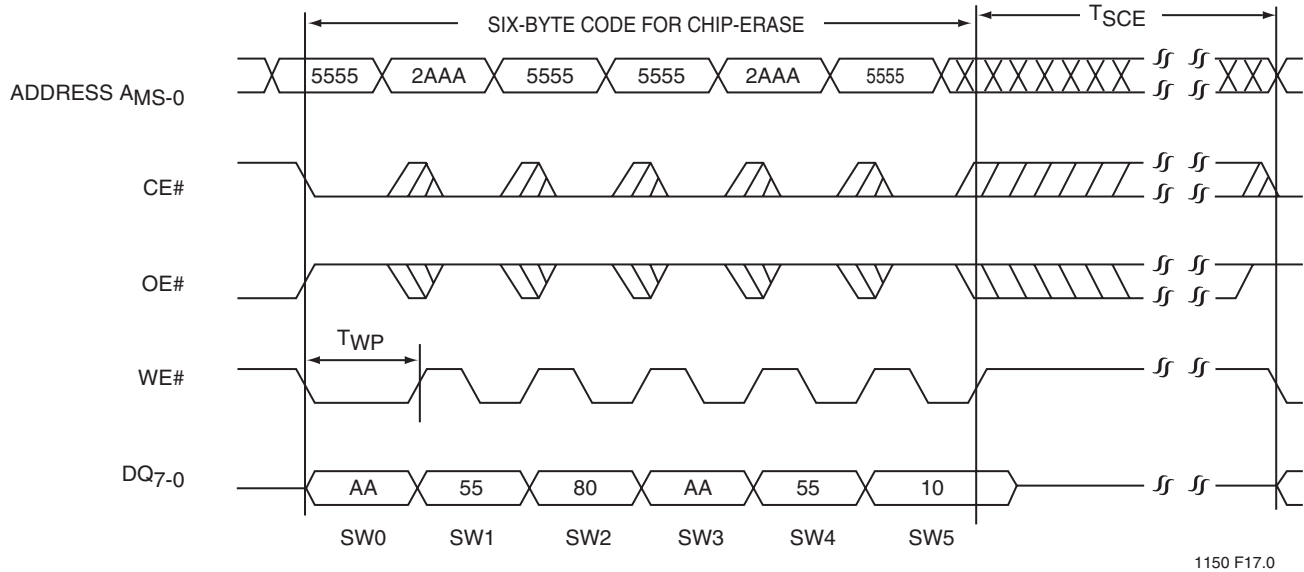 SIX-BYTE CODE FOR CHIP-ERASE TSCE
ADDRESS AMS-0 5555 2AAA 5555 5555 2AAA 5555
CE#
OE#
TWP
WE#
DQ7-0 AA 55 80 AA 55 10
SW0 SW1 SW2 SW3 SW4 SW5
1150 F17.0